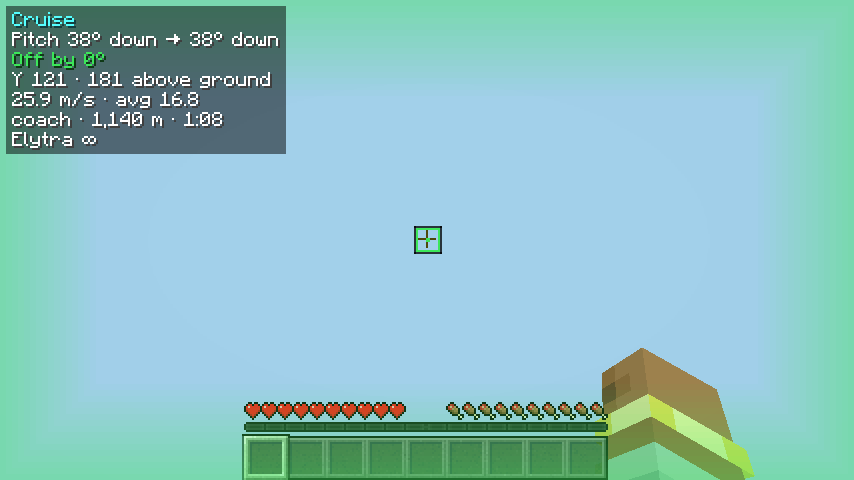 Cruise
Pitch 38° down → 38° down
Off by 0°
Y 121 · 181 above ground
25.9 m/s · avg 16.8
coach · 1,140 m · 1:08
Elytra ∞